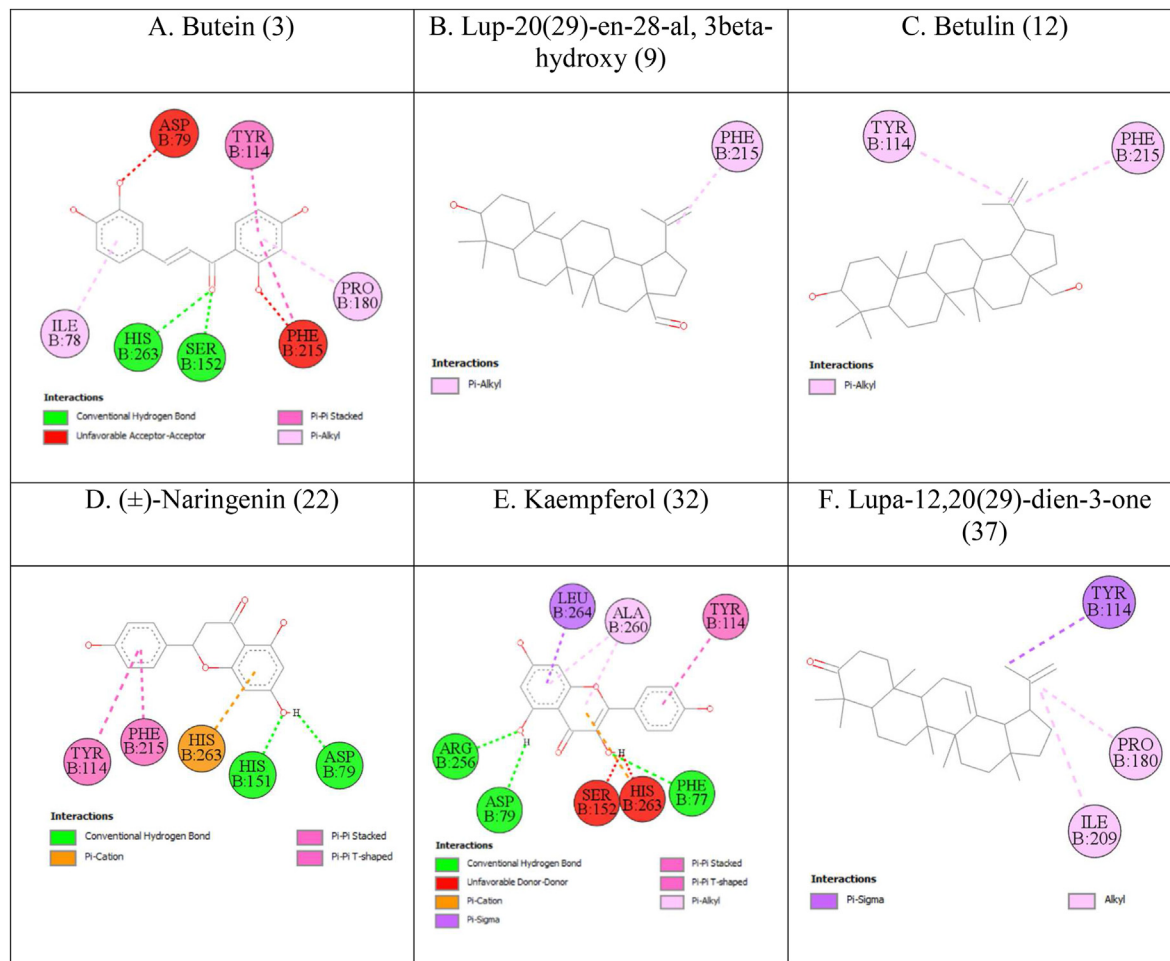 A. Butein (3)
B. Lup-20(29)-en-28-al, 3beta-
hydroxy (9)
C. Betulin (12)
ASP
B:79
TYR
B:114
PRO
B:180
ILE
B:78
HIS
B:263
SER
B:152
PHE
B:215
Interactions
Conventional Hydrogen Bond
Unfavorable Acceptor-Acceptor
Pi-Pi Stacked
Pi-Alkyl
PHE
B:215
Interactions
Pi-Alkyl
TYR
B:114
PHE
B:215
Interactions
Pi-Alkyl
D. (±)-Naringenin (22)
E. Kaempferol (32)
F. Lupa-12,20(29)-dien-3-one
(37)
H
TYR
B:114
PHE
B:215
HIS
B:263
HIS
B:151
ASP
B:79
Interactions
Conventional Hydrogen Bond
Pi-Cation
Pi-Pi Stacked
Pi-Pi T-shaped
LEU
B:264
ALA
B:260
TYR
B:114
H
H
ARG
B:256
ASP
B:79
SER
B:152
HIS
B:263
PHE
B:77
Interactions
Conventional Hydrogen Bond
Unfavorable Donor-Donor
Pi-Cation
Pi-Sigma
Pi-Pi Stacked
Pi-Pi T-shaped
Pi-Alkyl
TYR
B:114
PRO
B:180
ILE
B:209
Interactions
Pi-Sigma
Alkyl